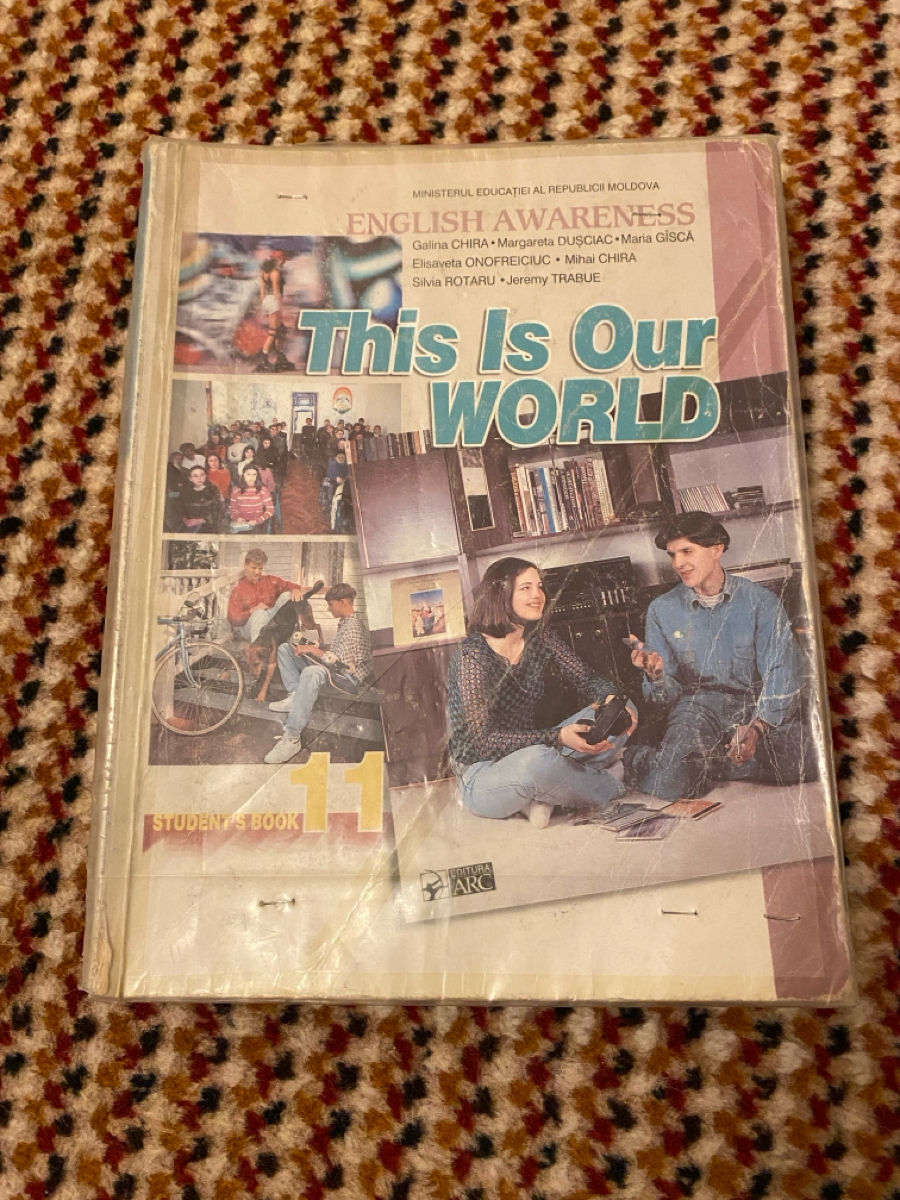 MINISTERUL EDUCAȚIEI AL REPUBLICII MOLDOVA
ENGLISH AWARENESS
Galina CHIRA • Margareta DUȘCIAC • Maria GÎSCĂ
Elisaveta ONOFREICIUC • Mihai CHIRA
Silvia ROTARU • Jeremy TRABUE
This Is Our
WORLD
STUDENT'S BOOK 11
EDITURA
ARC